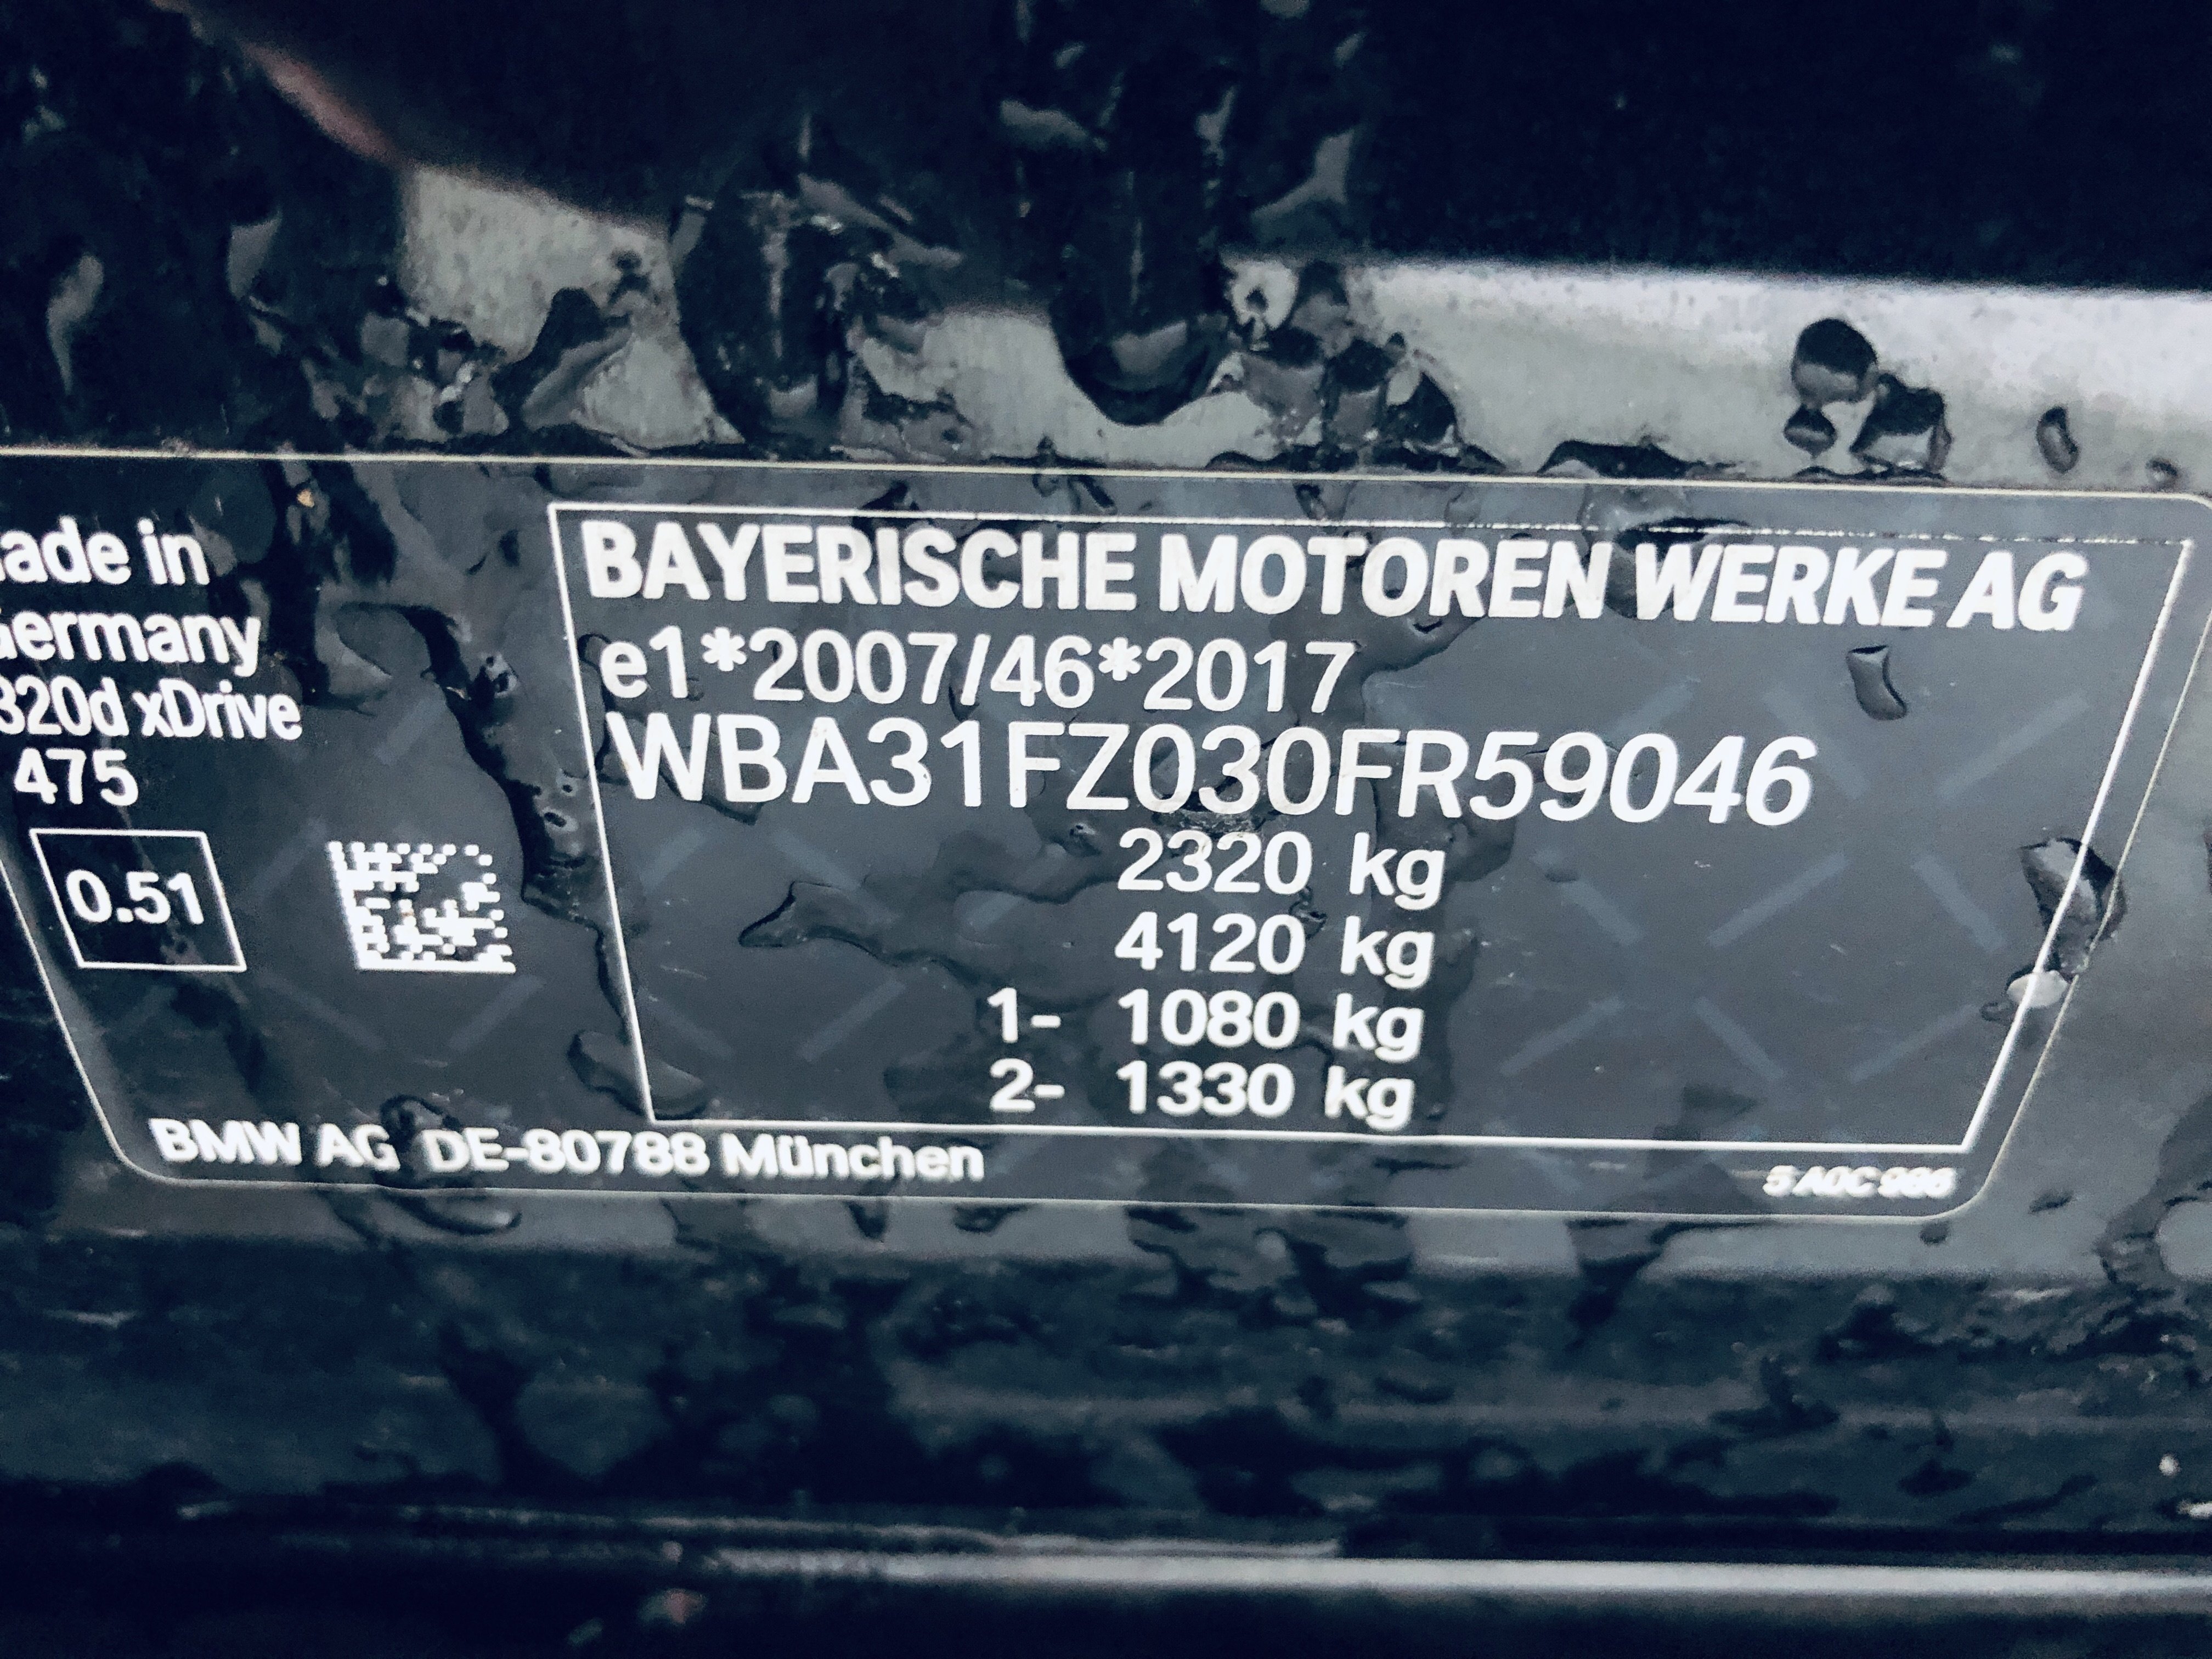 ade in
Germany
320d xDrive
475
0.51
BAYERISCHE MOTOREN WERKE AG
e1*2007/46*2017
WBA31FZ030FR59046
2320 kg
4120 kg
1- 1080 kg
2- 1330 kg
BMW AG DE-80788 München